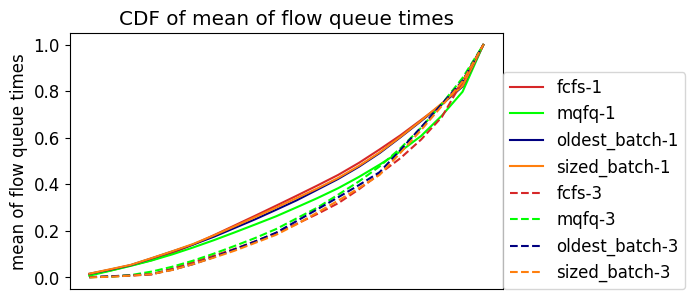 CDF of mean of flow queue times
mean of flow queue times
1.0
0.8
0.6
0.4
0.2
0.0
fcfs-1
mqfq-1
oldest_batch-1
sized_batch-1
fcfs-3
mqfq-3
oldest_batch-3
sized_batch-3